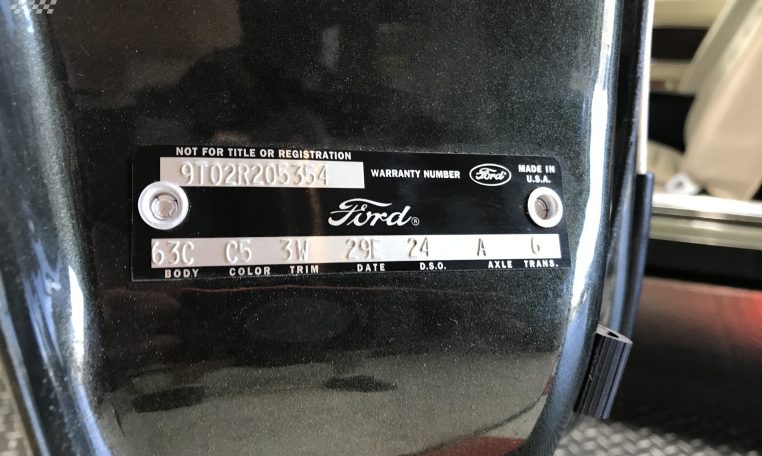 NOT FOR TITLE OR REGISTRATION
9T02R205354 WARRANTY NUMBER Ford MADE IN
U.S.A.
Ford®
63C C5 3W 29F 24 A 6
BODY COLOR TRIM DATE D.S.O. AXLE TRANS.